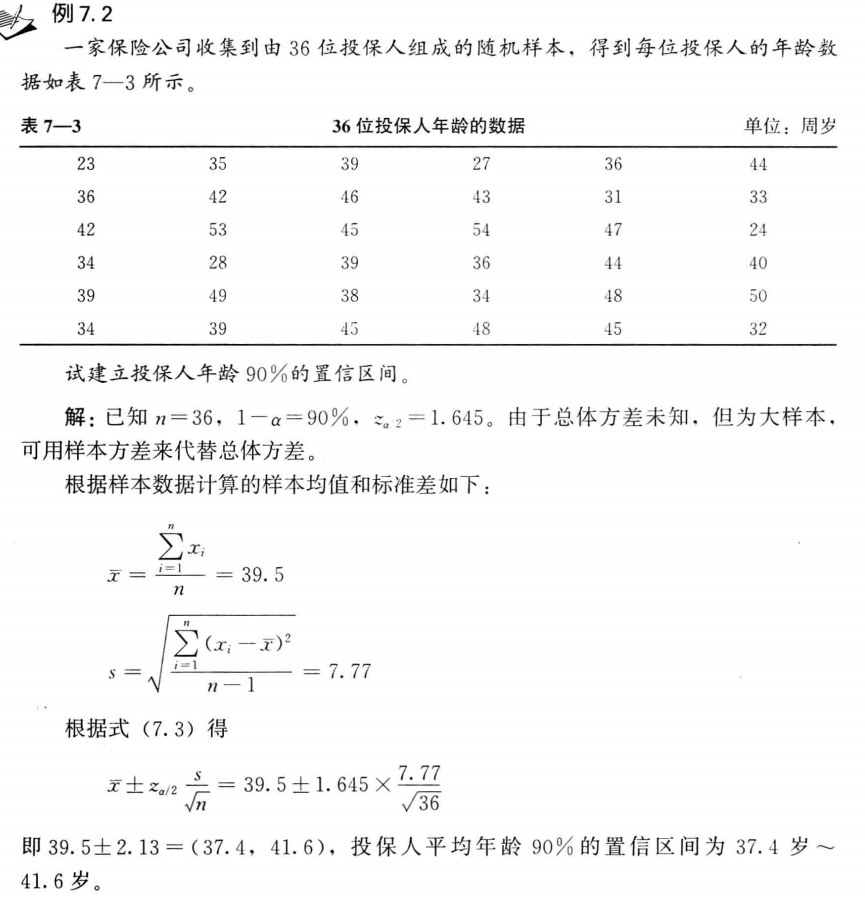 例 7.2
一家保险公司收集到由 36 位投保人组成的随机样本，得到每位投保人的年龄数
据如表 7—3 所示。
表 7—3 36 位投保人年龄的数据 单位：周岁
23 35 39 27 36 44
36 42 46 43 31 33
42 53 45 54 47 24
34 28 39 36 44 40
39 49 38 34 48 50
34 39 45 48 45 32
试建立投保人年龄 90%的置信区间。
解：已知 n=36，1-α=90%，z_{α/2}=1.645。由于总体方差未知，但为大样本，
可用样本方差来代替总体方差。
根据样本数据计算的样本均值和标准差如下：
x̄ = \frac{\sum_{i=1}^{n} x_i}{n} = 39.5
s = \sqrt{\frac{\sum_{i=1}^{n} (x_i - x̄)^2}{n-1}} = 7.77
根据式（7.3）得
x̄ ± z_{α/2} \frac{s}{\sqrt{n}} = 39.5 ± 1.645 × \frac{7.77}{\sqrt{36}}
即 39.5±2.13=(37.4，41.6)，投保人平均年龄 90%的置信区间为 37.4 岁～
41.6 岁。